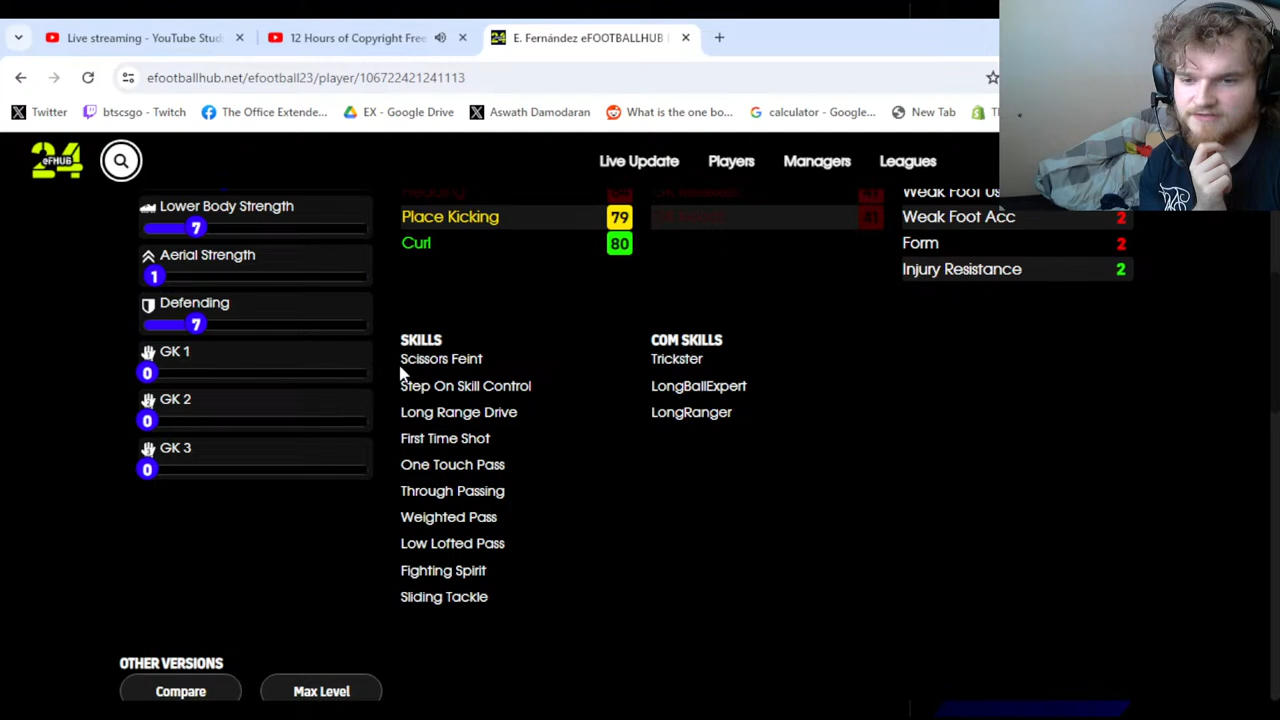 Live streaming - YouTube Stud
12 Hours of Copyright Free
E. Fernández eFOOTBALLHUB
efootballhub.net/efootball23/player/106722421241113
Twitter
btscsgo - Twitch
The Office Extende...
EX - Google Drive
Aswath Damodaran
What is the one bo...
calculator - Google...
New Tab
24
eFHUB
Live Update
Players
Managers
Leagues
Lower Body Strength
7
Aerial Strength
1
Defending
7
GK 1
0
GK 2
0
GK 3
0
Heading
Place Kicking 79
Curl 80
41
Weak Foot Us
Weak Foot Acc 2
Form 2
Injury Resistance 2
SKILLS
Scissors Feint
Step On Skill Control
Long Range Drive
First Time Shot
One Touch Pass
Through Passing
Weighted Pass
Low Lofted Pass
Fighting Spirit
Sliding Tackle
COM SKILLS
Trickster
LongBallExpert
LongRanger
OTHER VERSIONS
Compare
Max Level